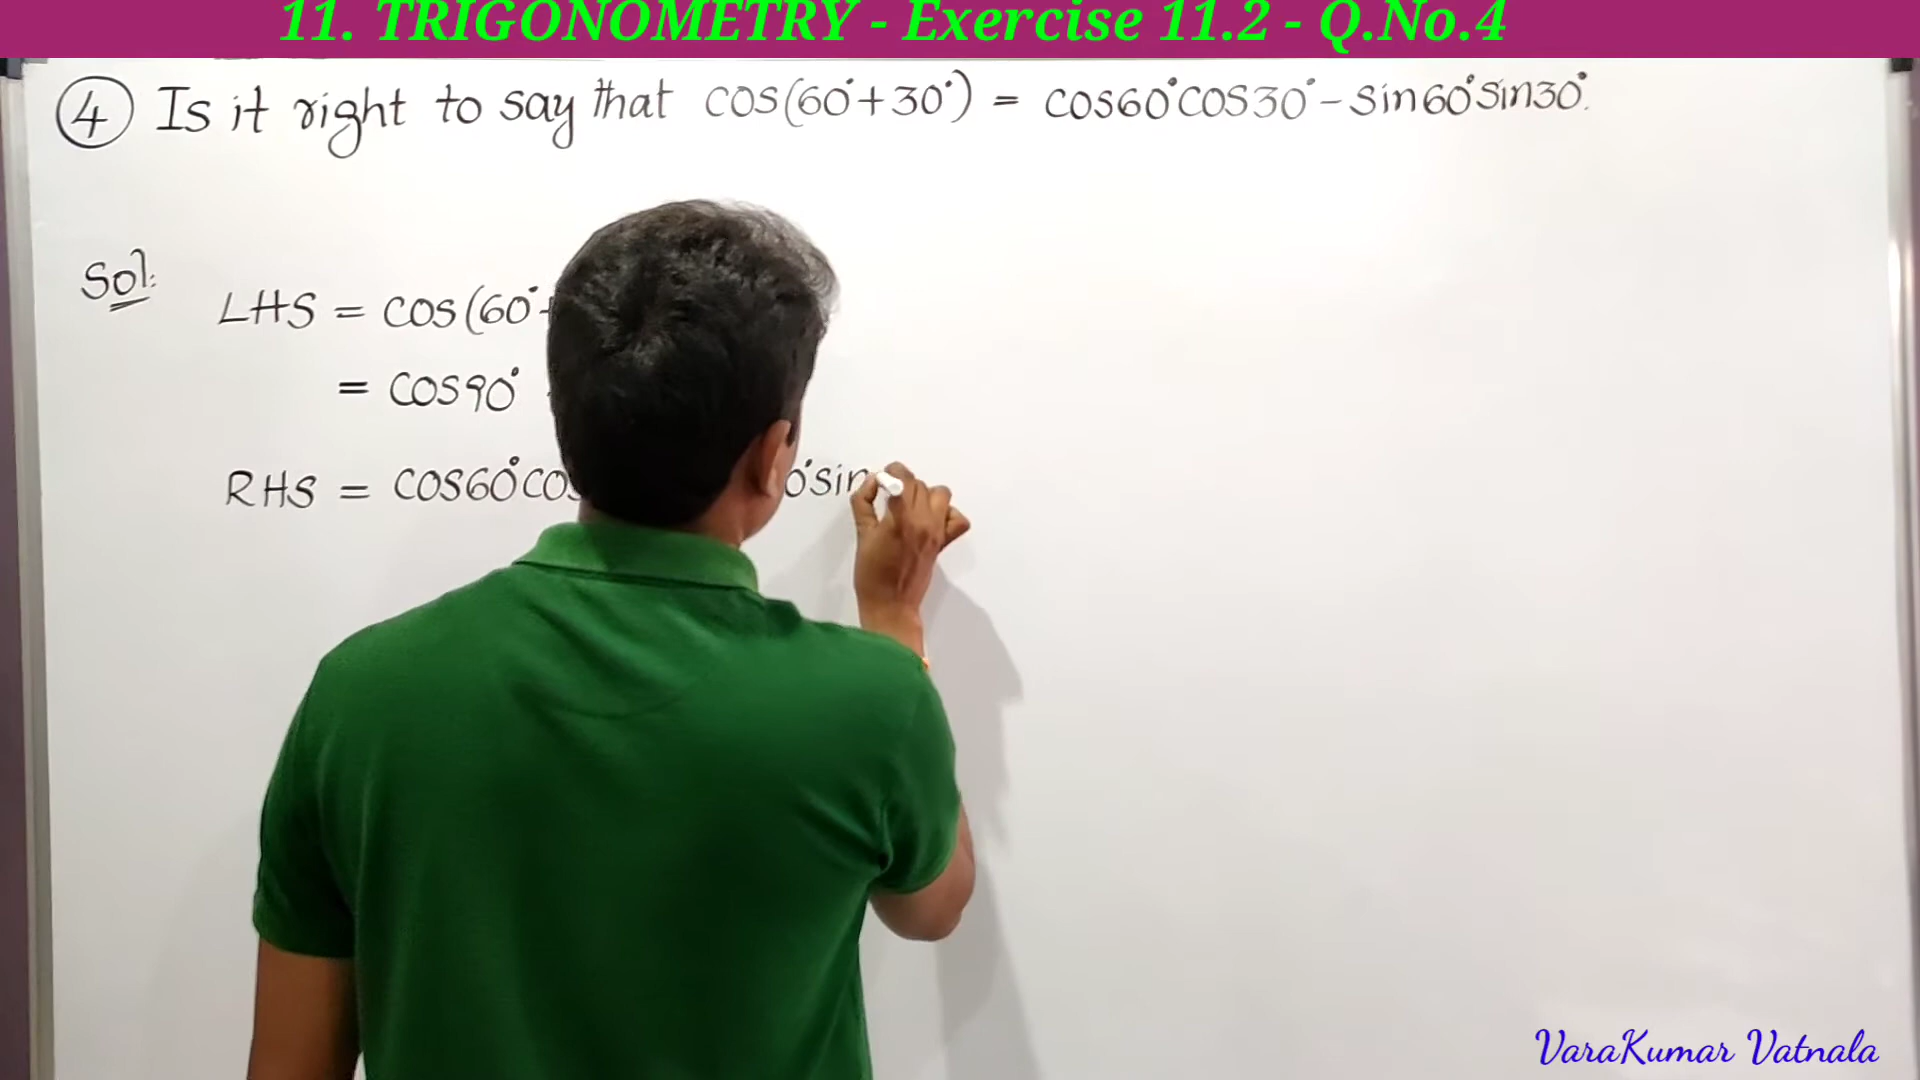 11. TRIGONOMETRY - Exercise 11.2 - Q.No.4
4 Is it right to say that cos(60°+30°) = cos60°cos30° - sin60°sin30°.
Sol:
LHS = cos(60°+
= cos90°
RHS = cos60°cos 0°sin
VaraKumar Vatnala